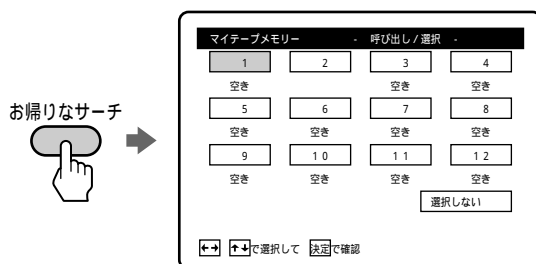 マイテープメモリー - 呼び出し/選択 -
1 2 3 4
空き 空き 空き
お帰りなサーチ
5 6 7 8
空き 空き 空き 空き
9 10 11 12
空き 空き 空き 空き
選択しない
←→ ↑↓で選択して 決定で確認